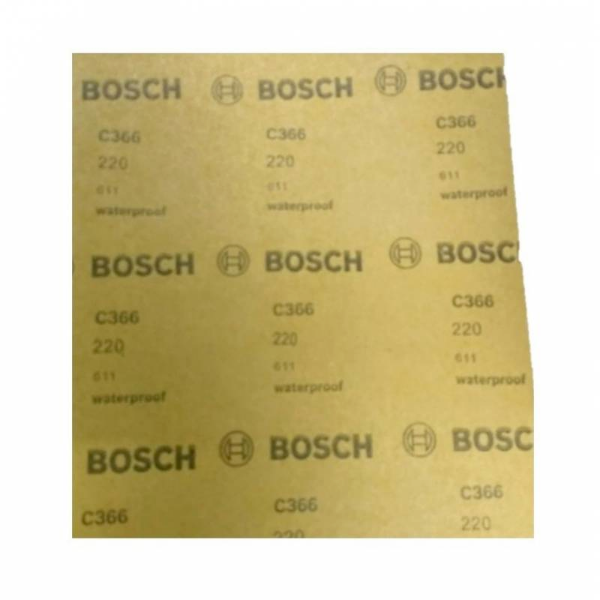 BOSCH BOSCH BOSCH
C366 C366 C366
220 220 220
611 611 611
waterproof waterproof waterproof
BOSCH BOSCH BOSC
C366 C366 C366
220 220 220
611 611 611
waterproof waterproof waterproof
BOSCH BOSCH BOSC
C366 C366 C366
220 220